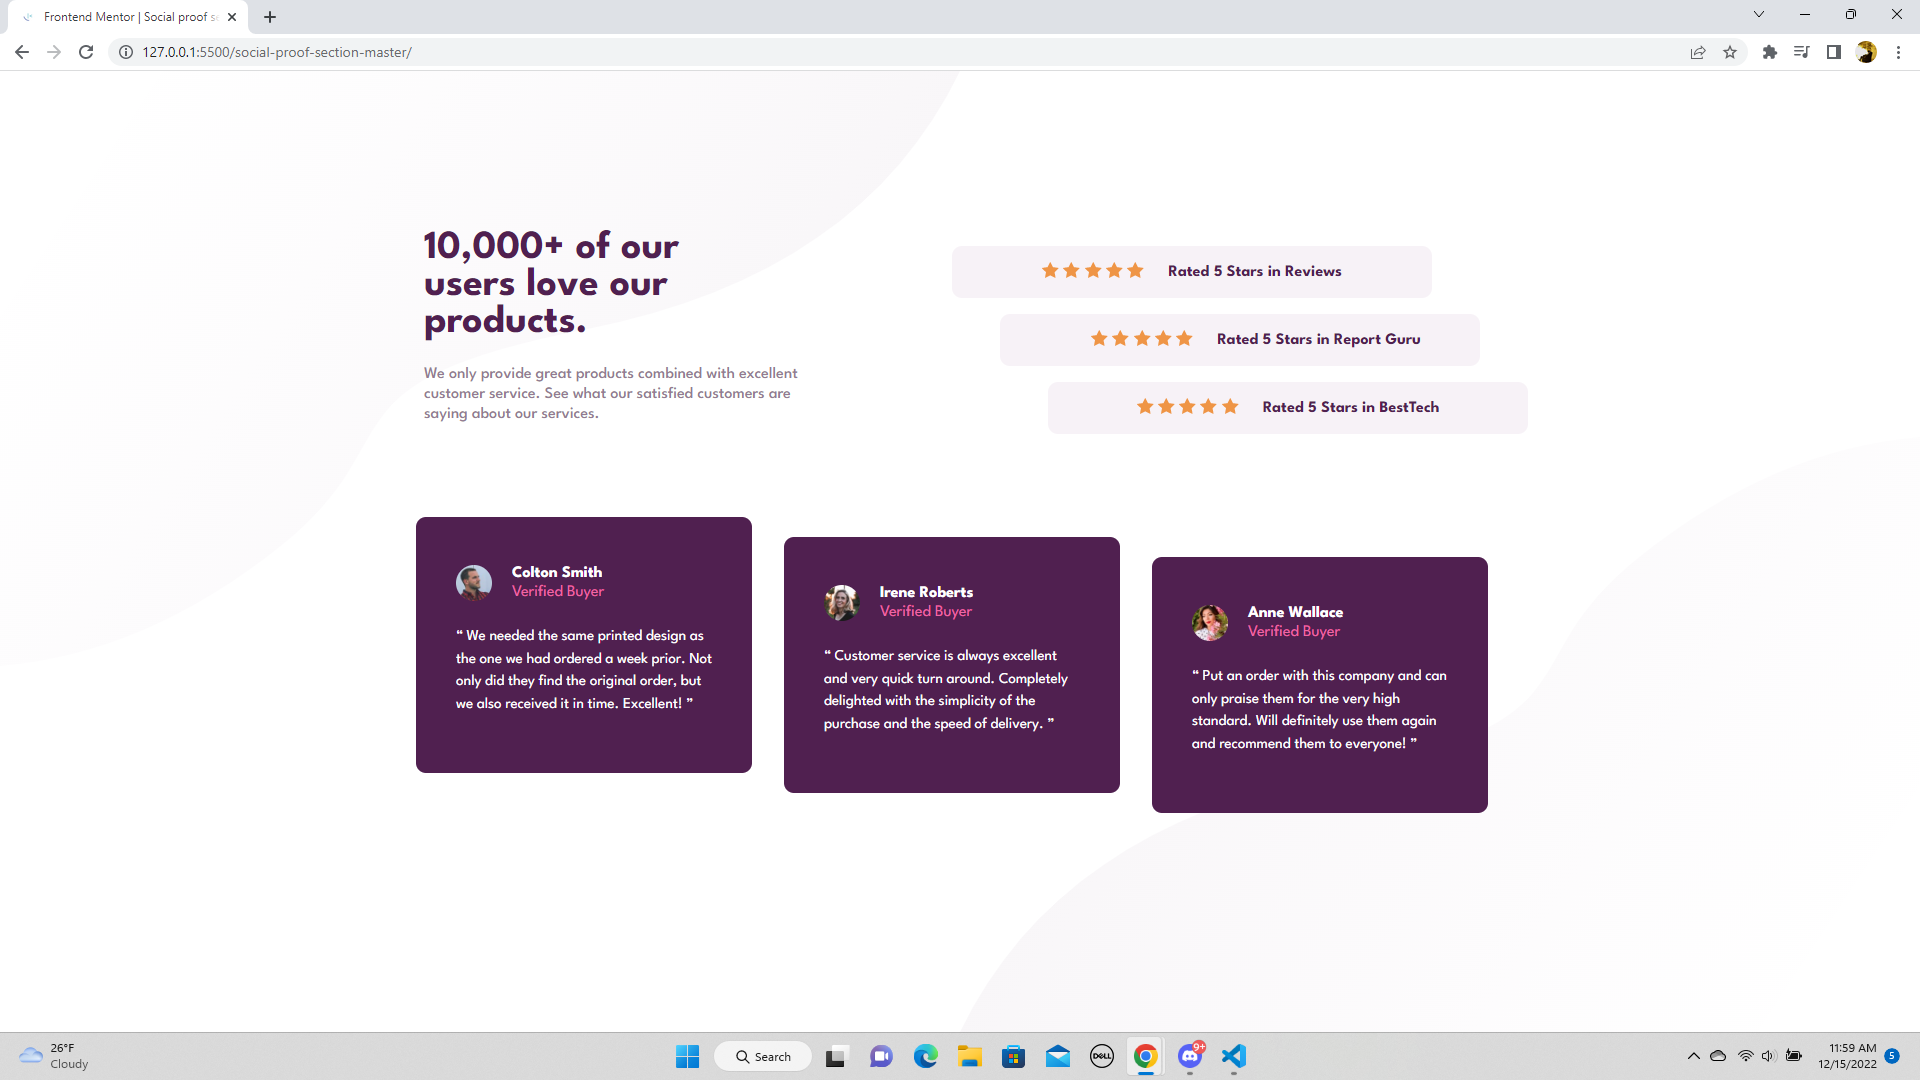 Frontend Mentor | Social proof s
127.0.0.1:5500/social-proof-section-master/
10,000+ of our
users love our
products.
We only provide great products combined with excellent
customer service. See what our satisfied customers are
saying about our services.
Rated 5 Stars in Reviews
Rated 5 Stars in Report Guru
Rated 5 Stars in BestTech
Colton Smith
Verified Buyer
“ We needed the same printed design as
the one we had ordered a week prior. Not
only did they find the original order, but
we also received it in time. Excellent! ”
Irene Roberts
Verified Buyer
“ Customer service is always excellent
and very quick turn around. Completely
delighted with the simplicity of the
purchase and the speed of delivery. ”
Anne Wallace
Verified Buyer
“ Put an order with this company and can
only praise them for the very high
standard. Will definitely use them again
and recommend them to everyone! ”
26°F
Cloudy
Search
DELL
9+
11:59 AM
12/15/2022
5